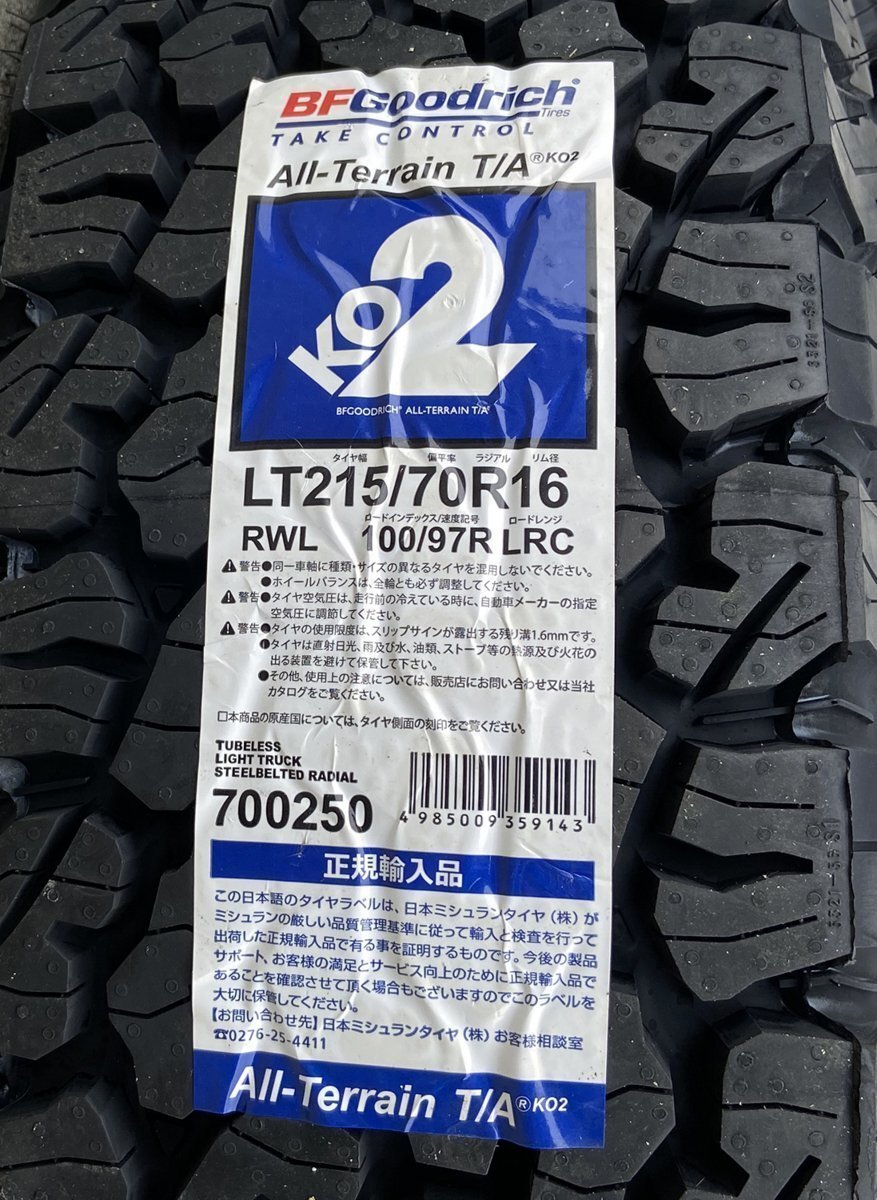 BFGoodrich®
Tires
TAKE CONTROL
All-Terrain T/A®KO2
KO2
BFGOODRICH® ALL-TERRAIN T/A®
タイヤ幅 偏平率 ラジアル リム径
LT215/70R16
ロードインデックス/速度記号 ロードレンジ
RWL 100/97R LRC
警告●同一車軸に種類・サイズの異なるタイヤを混用しないでください。
●ホイールバランスは、全輪とも必ず調整してください。
警告●タイヤ空気圧は、走行前の冷えている時に、自動車メーカーの指定
空気圧に調節してください。
警告●タイヤの使用限度は、スリップサインが露出する残り溝1.6mmです。
●タイヤは直射日光、雨及び水、油類、ストーブ等の熱源及び火花の
出る装置を避けて保管して下さい。
●その他、使用上の注意については、販売店にお問い合わせ又は当社
カタログをご覧ください。
□本商品の原産国については、タイヤ側面の刻印をご覧ください。
TUBELESS
LIGHT TRUCK
STEELBELTED RADIAL
700250
4985009359143
正規輸入品
この日本語のタイヤラベルは、日本ミシュランタイヤ(株)が
ミシュランの厳しい品質管理基準に従って輸入と検査を行って
出荷した正規輸入品で有る事を証明するものです。今後の製品
サポート、お客様の満足とサービス向上のために正規輸入品で
あることを確認させて頂く場合もございますのでこのラベルを
大切に保管してください。
【お問い合わせ先】日本ミシュランタイヤ(株)お客様相談室
☎0276-25-4411
All-Terrain T/A®KO2